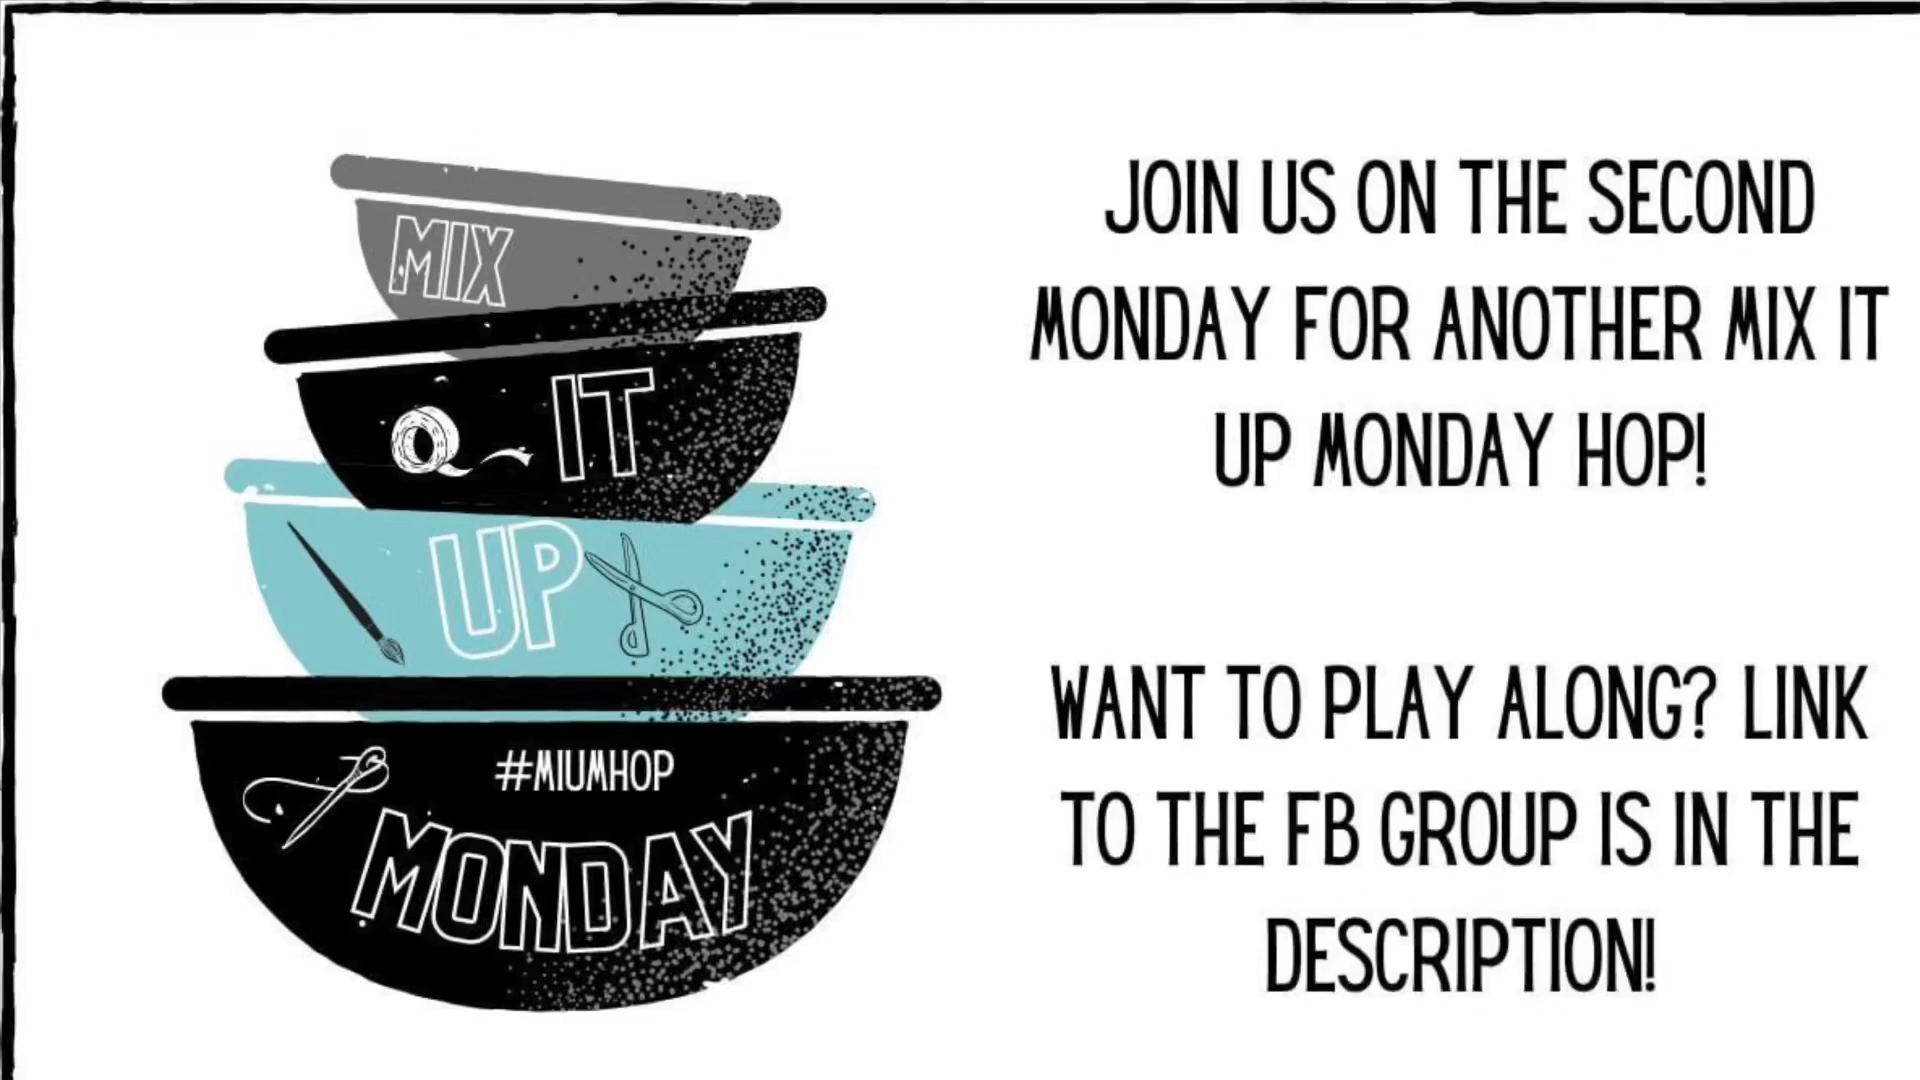 MIX
IT
UP
#MIUMHOP
MONDAY
JOIN US ON THE SECOND
MONDAY FOR ANOTHER MIX IT
UP MONDAY HOP!
WANT TO PLAY ALONG? LINK
TO THE FB GROUP IS IN THE
DESCRIPTION!